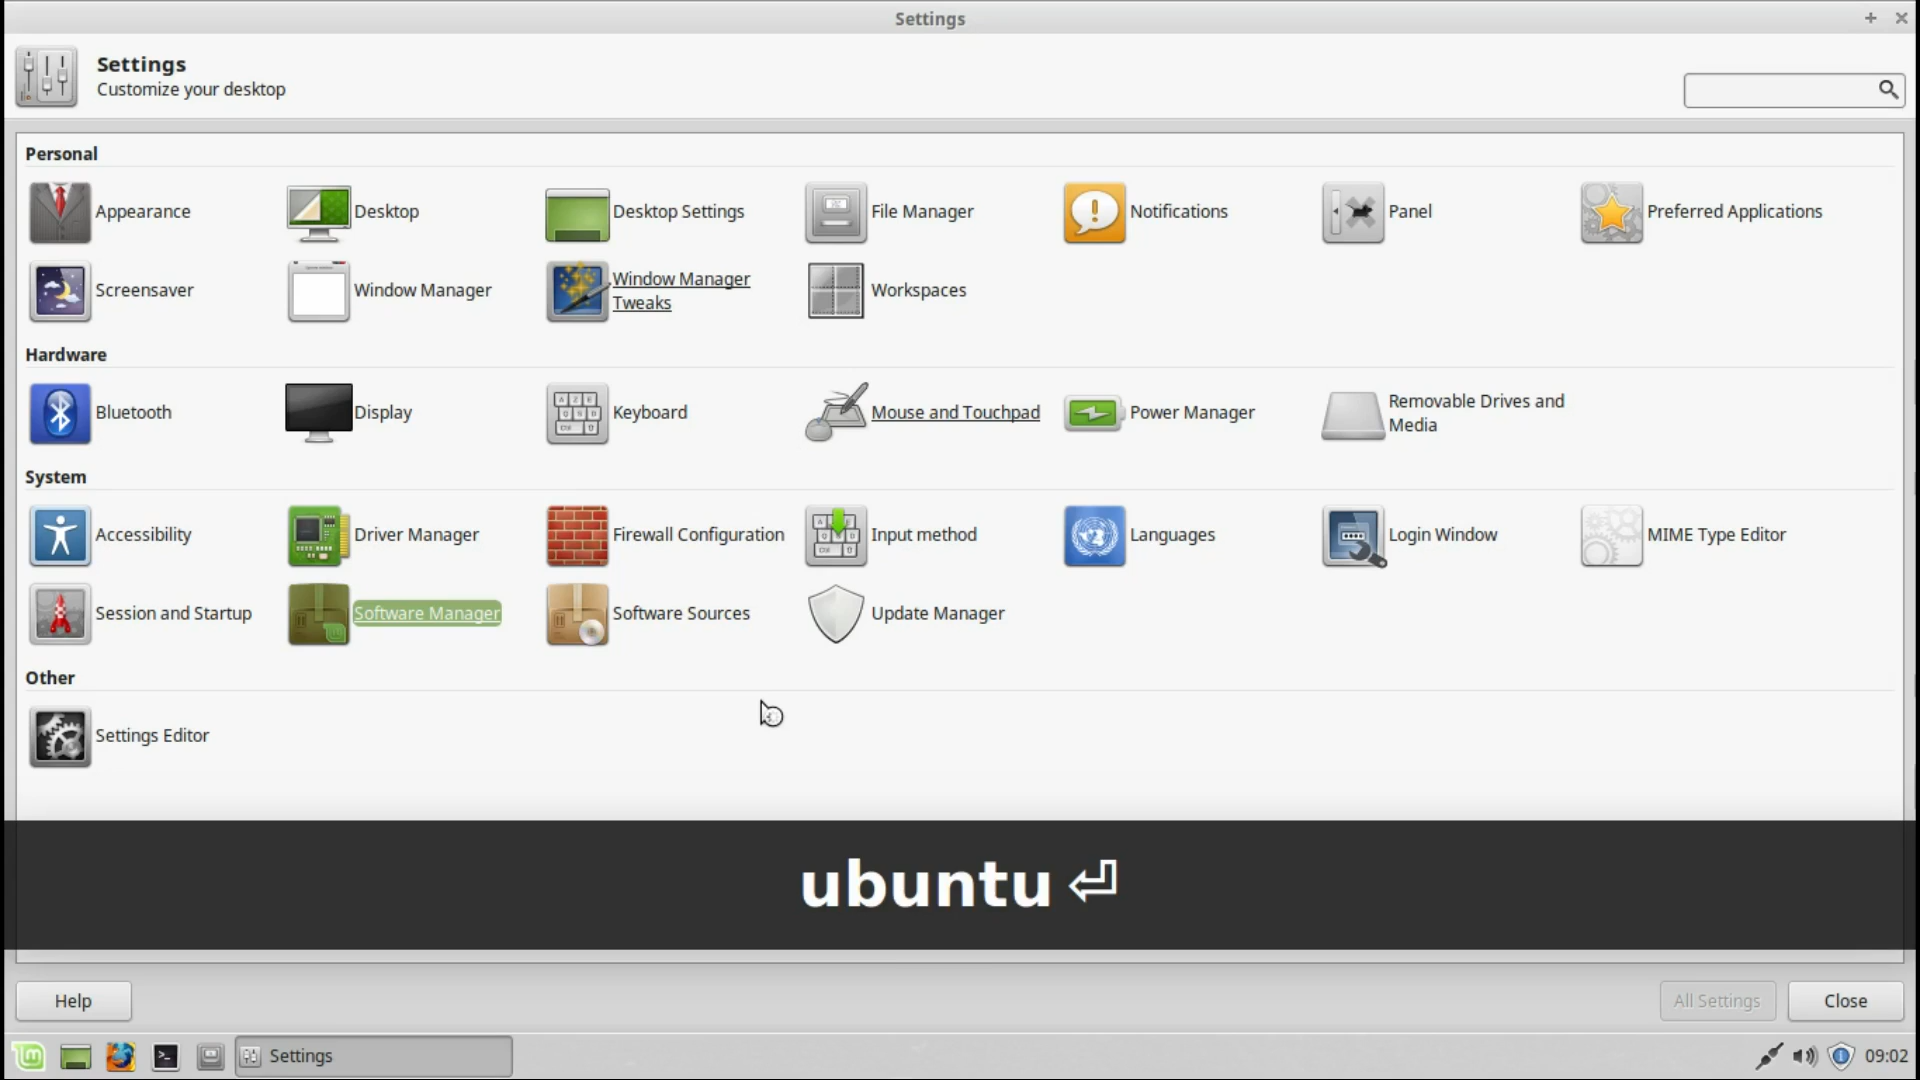 Settings
Settings
Customize your desktop
Personal
Appearance
Desktop
Desktop Settings
File Manager
Notifications
Panel
Preferred Applications
Screensaver
Window Manager
Window Manager
Tweaks
Workspaces
Hardware
Bluetooth
Display
Keyboard
Mouse and Touchpad
Power Manager
Removable Drives and
Media
System
Accessibility
Driver Manager
Firewall Configuration
Input method
Languages
Login Window
MIME Type Editor
Session and Startup
Software Manager
Software Sources
Update Manager
Other
Settings Editor
ubuntu ⏎
Help
All Settings
Close
Settings
09:02